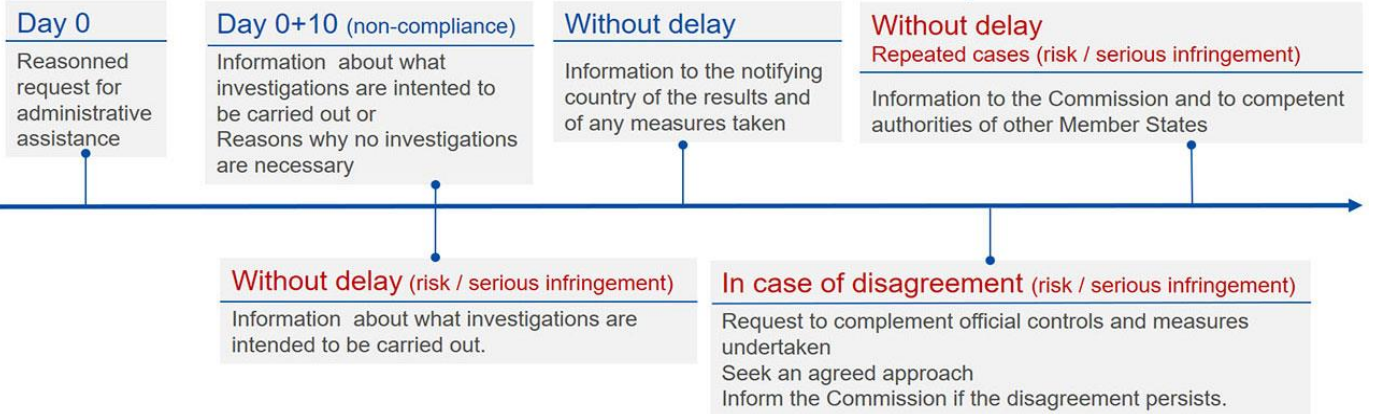 Day 0
Reasonned
request for
administrative
assistance
Day 0+10 (non-compliance)
Information about what
investigations are intented to
be carried out or
Reasons why no investigations
are necessary
Without delay
Information to the notifying
country of the results and
of any measures taken
Without delay
Repeated cases (risk / serious infringement)
Information to the Commission and to competent
authorities of other Member States
Without delay (risk / serious infringement)
Information about what investigations are
intended to be carried out.
In case of disagreement (risk / serious infringement)
Request to complement official controls and measures
undertaken
Seek an agreed approach
Inform the Commission if the disagreement persists.